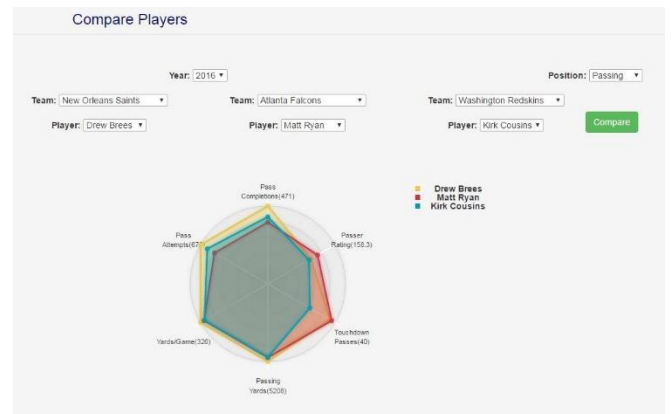 Compare Players
Year: 2016
Position: Passing
Team: New Orleans Saints
Team: Atlanta Falcons
Team: Washington Redskins
Player: Drew Brees
Player: Matt Ryan
Player: Kirk Cousins
Compare
Drew Brees
Matt Ryan
Kirk Cousins
Pass
Completions(471)
Passer
Rating(158.3)
Touchdown
Passes(40)
Passing
Yards(5208)
Yards/Game(326)
Pass